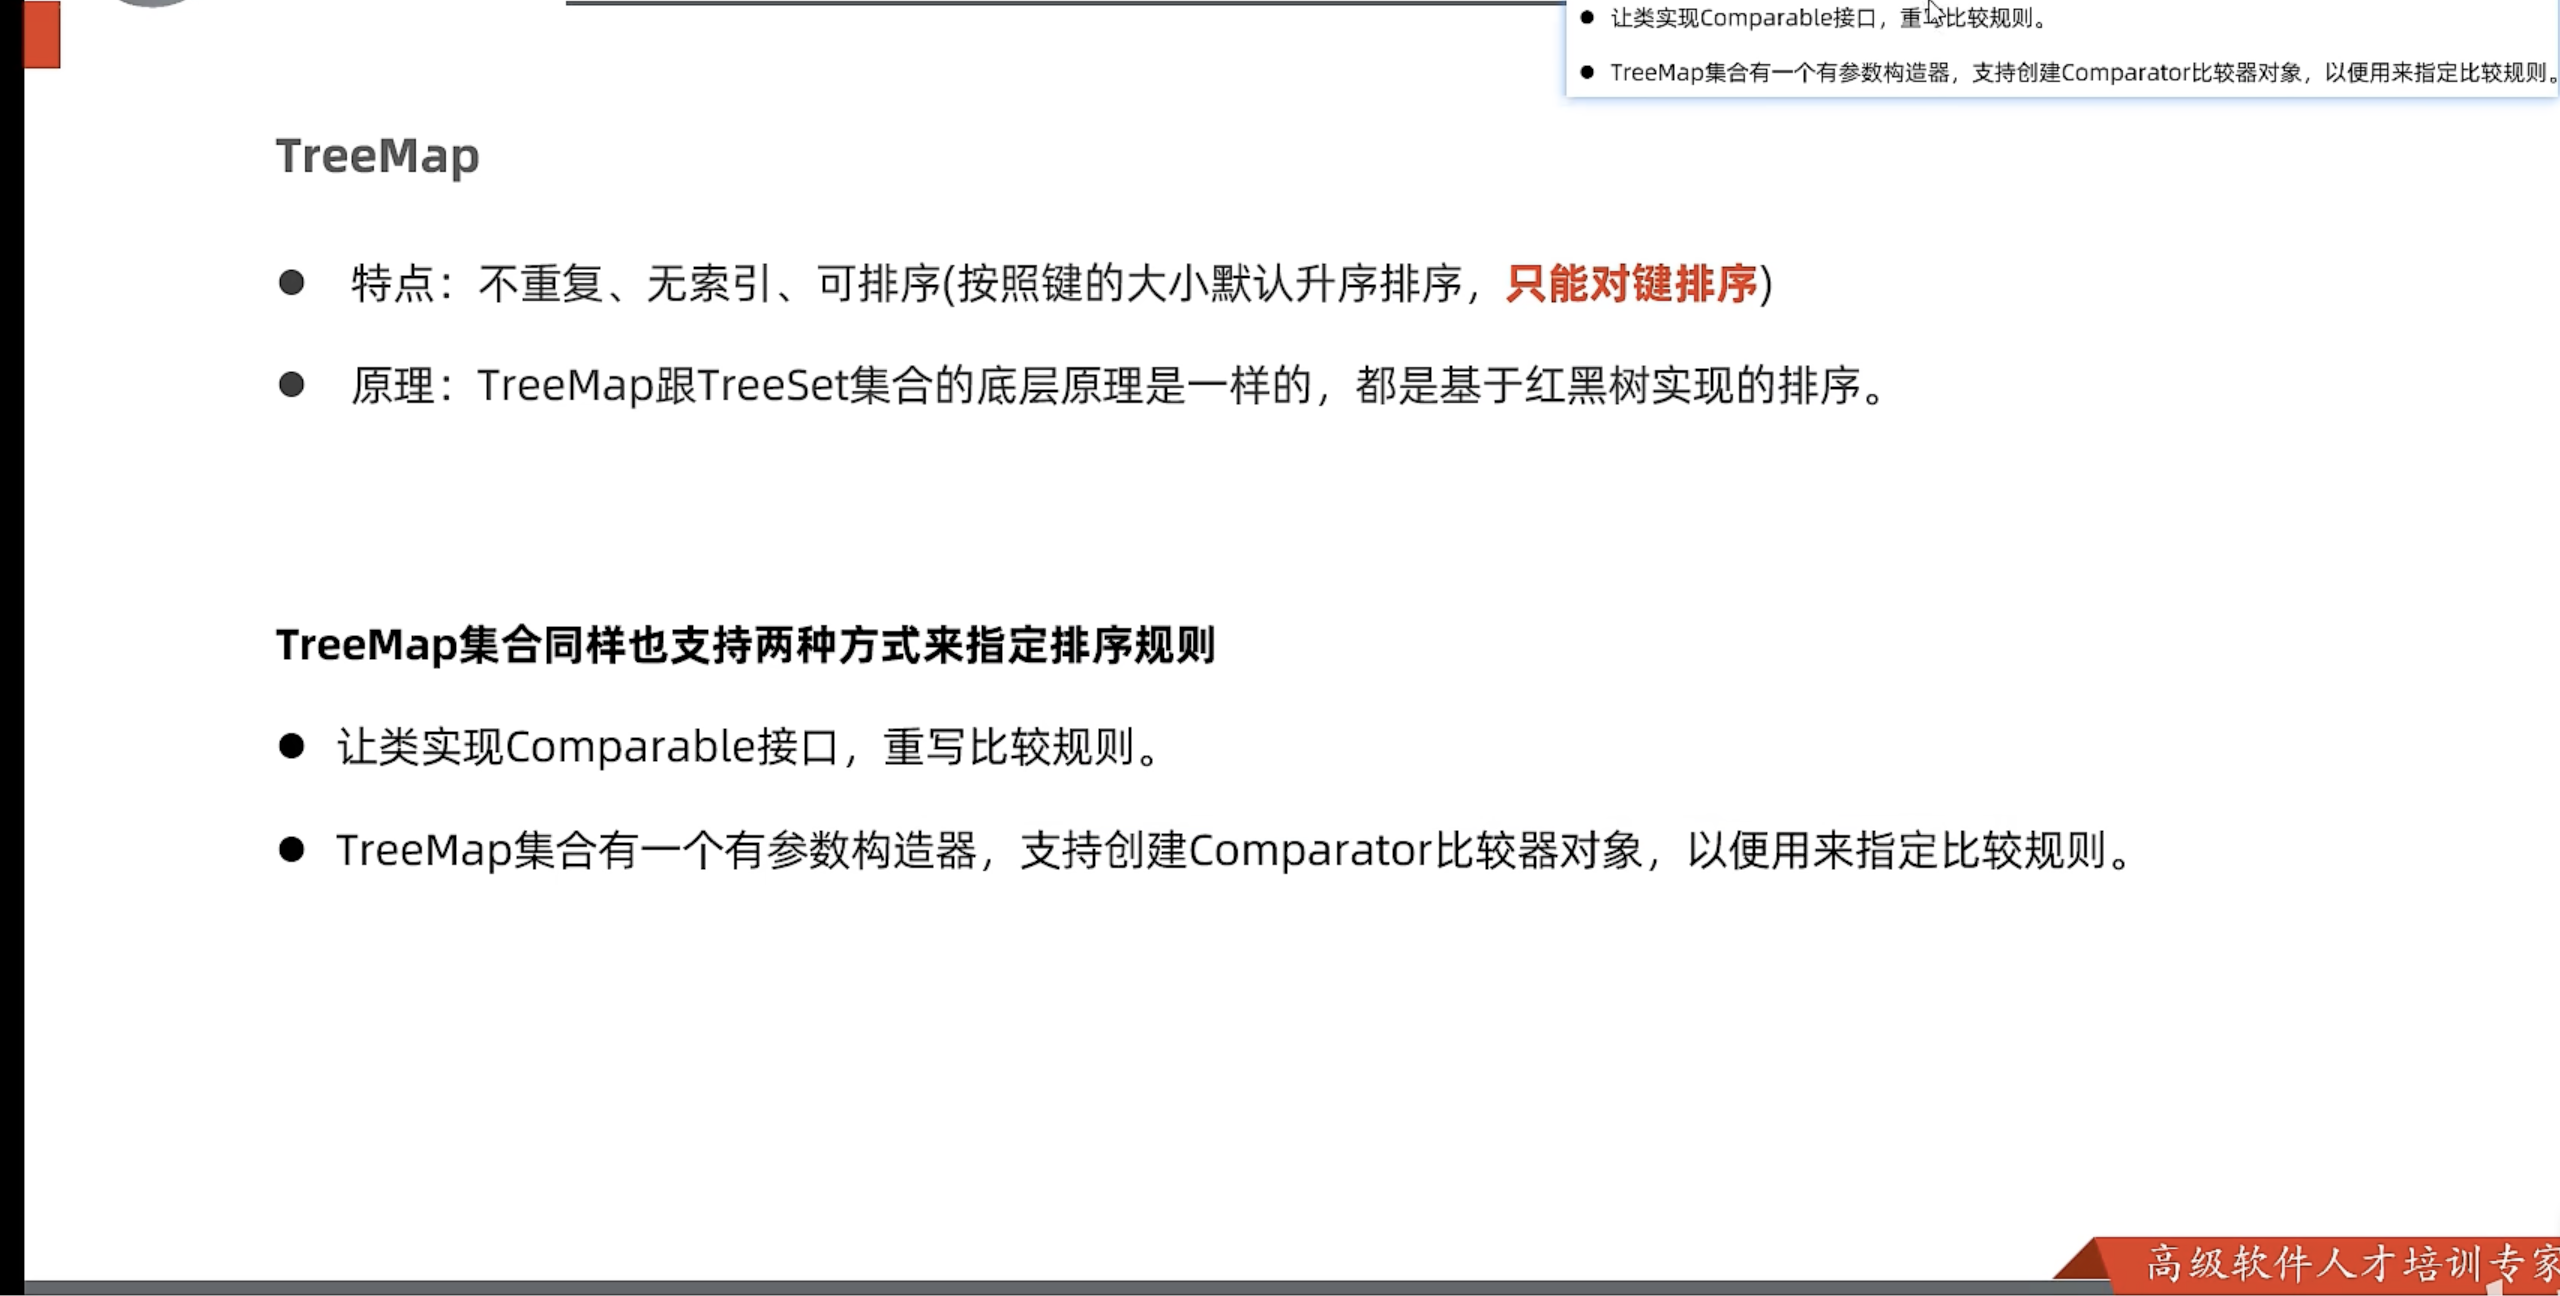 让类实现Comparable接口，重写比较规则。
TreeMap集合有一个有参数构造器，支持创建Comparator比较器对象，以便用来指定比较规则。
TreeMap
特点：不重复、无索引、可排序(按照键的大小默认升序排序，只能对键排序)
原理：TreeMap跟TreeSet集合的底层原理是一样的，都是基于红黑树实现的排序。
TreeMap集合同样也支持两种方式来指定排序规则
让类实现Comparable接口，重写比较规则。
TreeMap集合有一个有参数构造器，支持创建Comparator比较器对象，以便用来指定比较规则。
高级软件人才培训专家